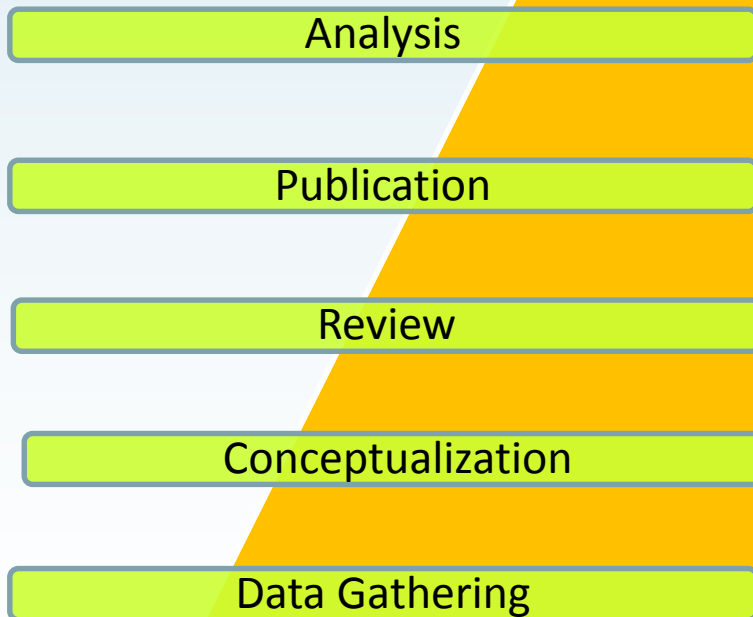 Analysis
Publication
Review
Conceptualization
Data Gathering